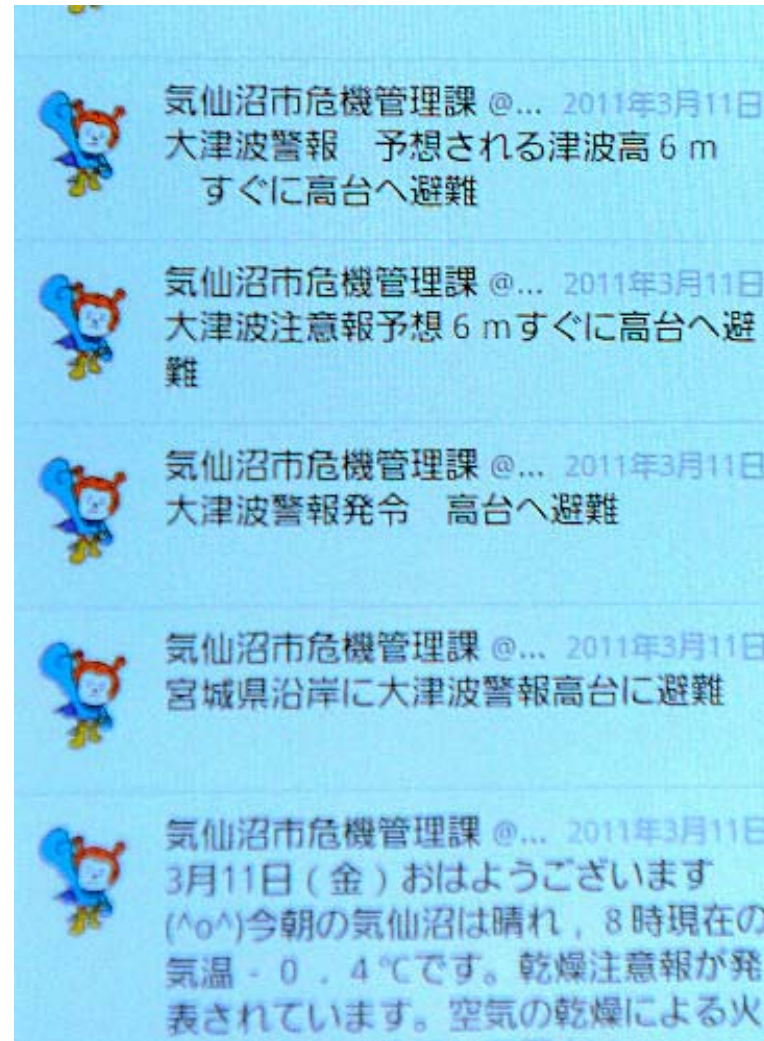 気仙沼市危機管理課 @... 2011年3月11日
大津波警報　予想される津波高６ｍ
すぐに高台へ避難
気仙沼市危機管理課 @... 2011年3月11日
大津波注意報予想６ｍすぐに高台へ避
難
気仙沼市危機管理課 @... 2011年3月11日
大津波警報発令　高台へ避難
気仙沼市危機管理課 @... 2011年3月11日
宮城県沿岸に大津波警報高台に避難
気仙沼市危機管理課 @... 2011年3月11日
3月11日（金）おはようございます
(^o^)今朝の気仙沼は晴れ，８時現在の
気温‐０．４℃です。乾燥注意報が発
表されています。空気の乾燥による火